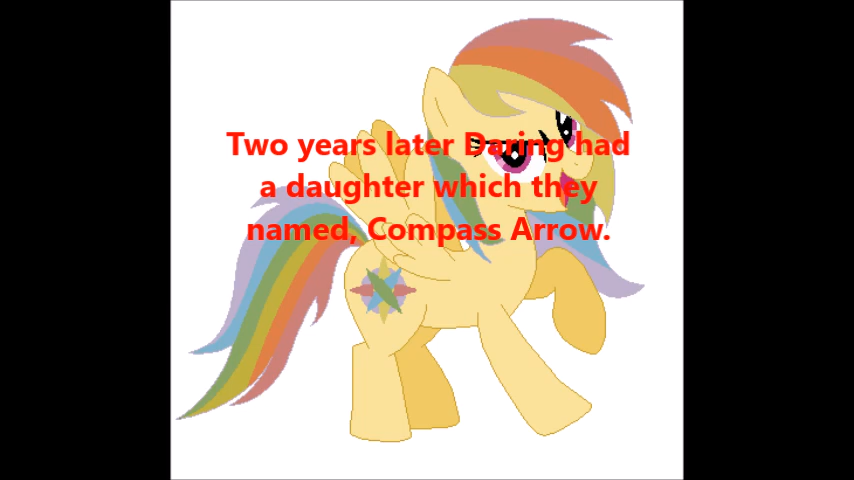 Two years later Daring had
a daughter which they
named, Compass Arrow.